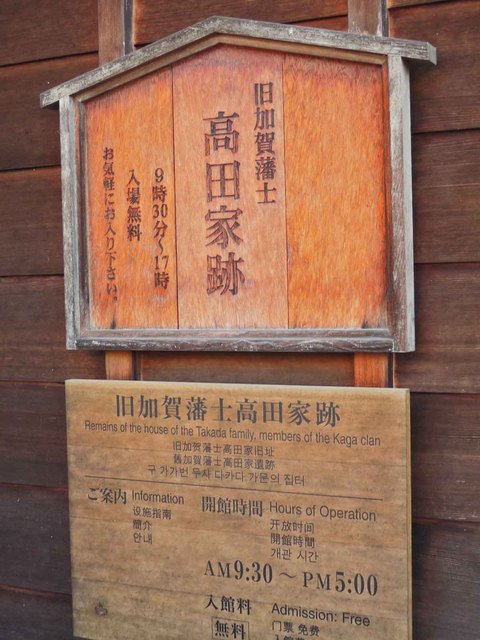 旧加賀藩士
高田家跡
9時30分〜17時
入場無料
お気軽にお入り下さい。
旧加賀藩士高田家跡
Remains of the house of the Takada family, members of the Kaga clan
旧加贺藩士高田家旧址
舊加賀藩士高田家遺跡
구 가가번 무사 다카다 가문의 집터
ご案内 Information
设施指南
簡介
안내
開館時間 Hours of Operation
开放时间
開館時間
개관 시간
AM9:30 〜 PM5:00
入館料 Admission: Free
無料 门票 免费